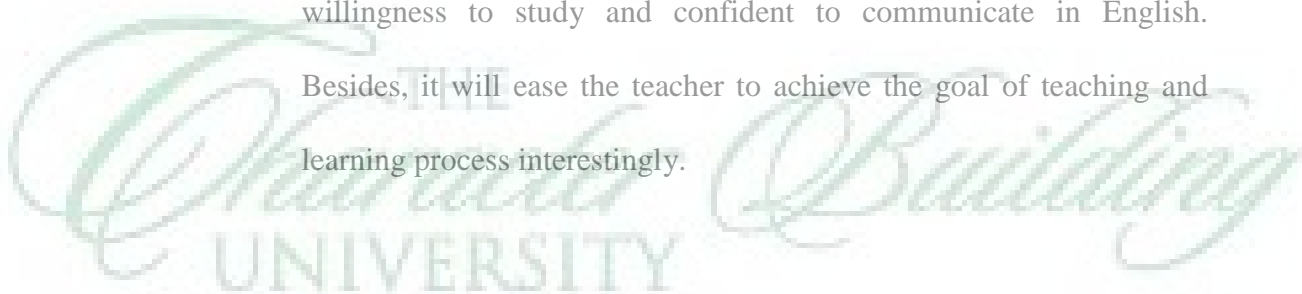 willingness to study and confident to communicate in English.
Besides, it will ease the teacher to achieve the goal of teaching and
learning process interestingly.
THE
Character Building
UNIVERSITY